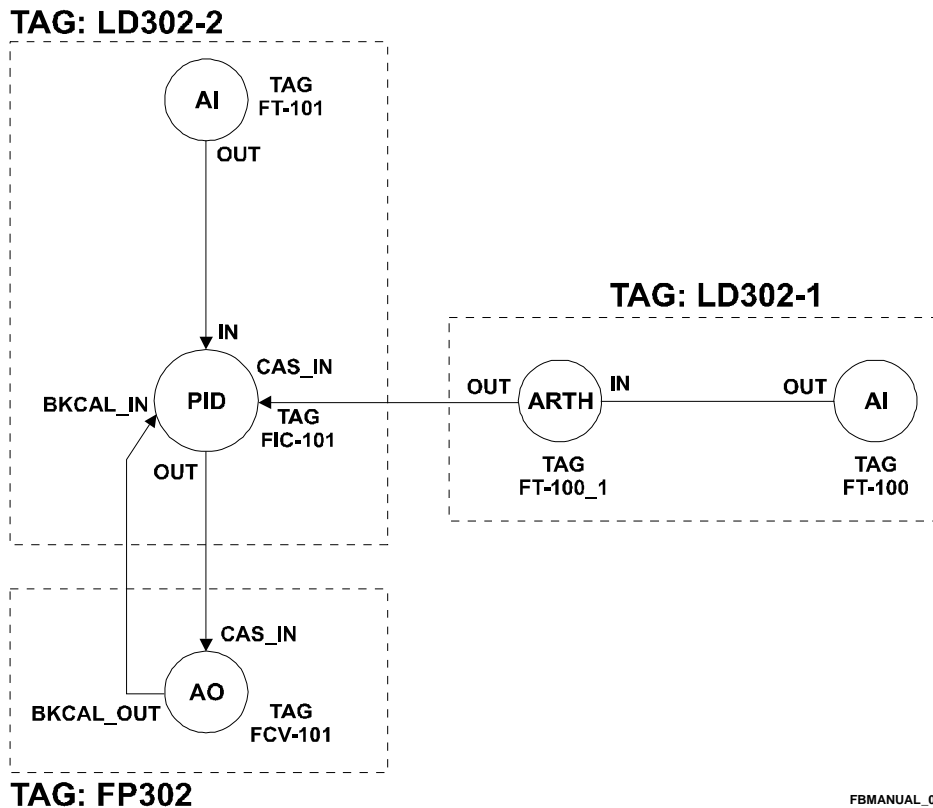 TAG: LD302-2
AI
TAG
FT-101
OUT
IN
CAS_IN
BKCAL_IN
PID
TAG
FIC-101
OUT
TAG: LD302-1
OUT
ARTH
IN
OUT
AI
TAG
FT-100_1
TAG
FT-100
CAS_IN
AO
BKCAL_OUT
TAG
FCV-101
TAG: FP302
FBMANUAL_0